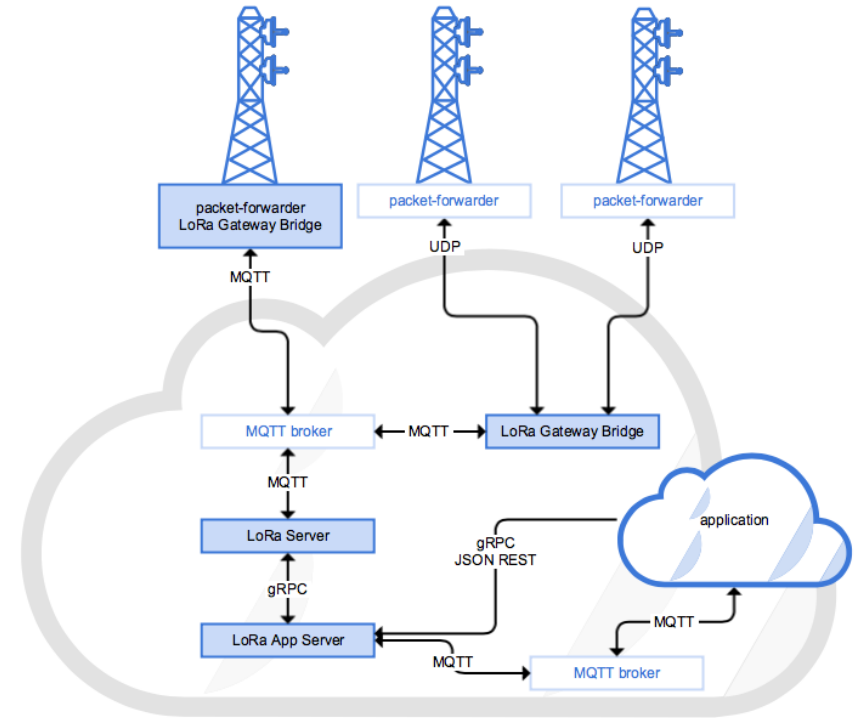 packet-forwarder
LoRa Gateway Bridge
packet-forwarder
packet-forwarder
MQTT
UDP
UDP
MQTT broker
MQTT
LoRa Gateway Bridge
MQTT
LoRa Server
gRPC
JSON REST
application
gRPC
LoRa App Server
MQTT
MQTT
MQTT broker